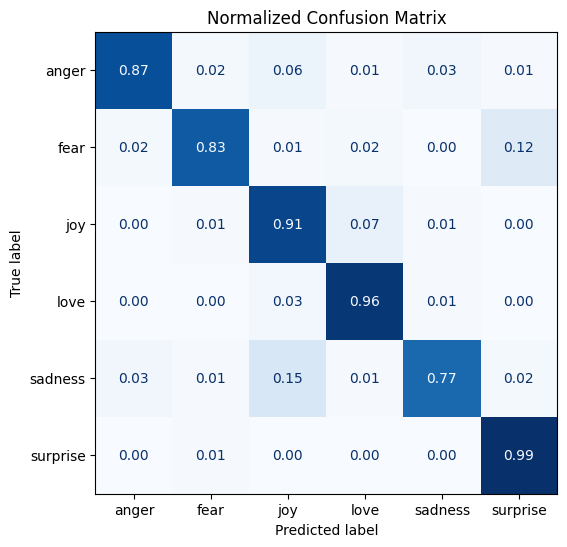 Normalized Confusion Matrix
True label
anger 0.87 0.02 0.06 0.01 0.03 0.01
fear 0.02 0.83 0.01 0.02 0.00 0.12
joy 0.00 0.01 0.91 0.07 0.01 0.00
love 0.00 0.00 0.03 0.96 0.01 0.00
sadness 0.03 0.01 0.15 0.01 0.77 0.02
surprise 0.00 0.01 0.00 0.00 0.00 0.99
anger fear joy love sadness surprise
Predicted label